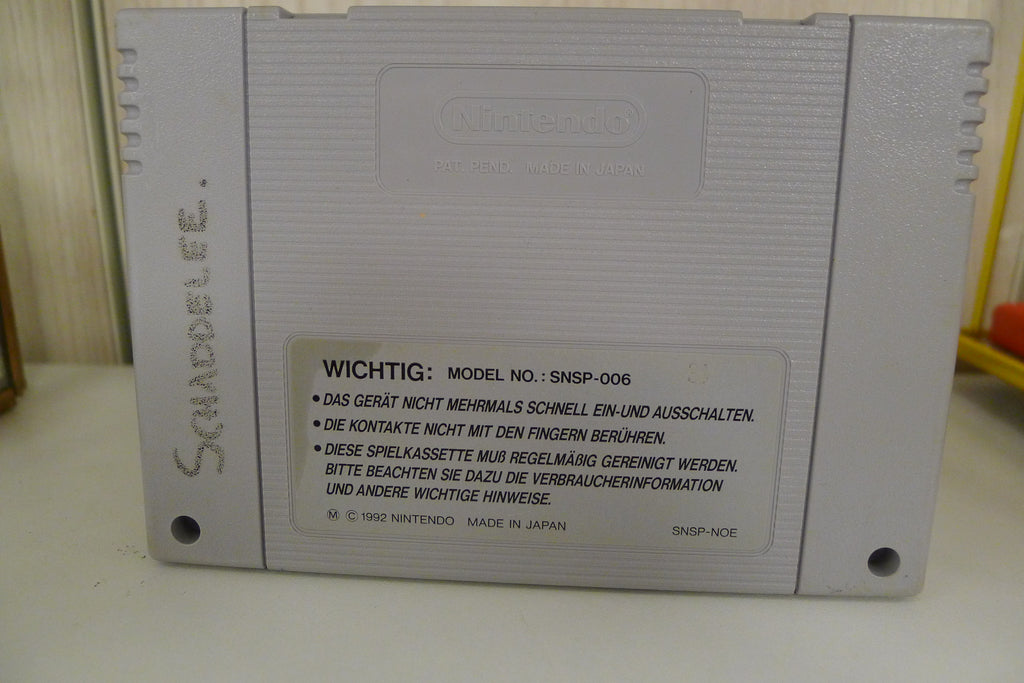 Nintendo
PAT. PEND. MADE IN JAPAN
SCHADDELEE.
WICHTIG: MODEL NO.: SNSP-006
• DAS GERÄT NICHT MEHRMALS SCHNELL EIN-UND AUSSCHALTEN.
• DIE KONTAKTE NICHT MIT DEN FINGERN BERÜHREN.
• DIESE SPIELKASSETTE MUß REGELMÄßIG GEREINIGT WERDEN.
BITTE BEACHTEN SIE DAZU DIE VERBRAUCHERINFORMATION
UND ANDERE WICHTIGE HINWEISE.
Ⓜ © 1992 NINTENDO MADE IN JAPAN
SNSP-NOE